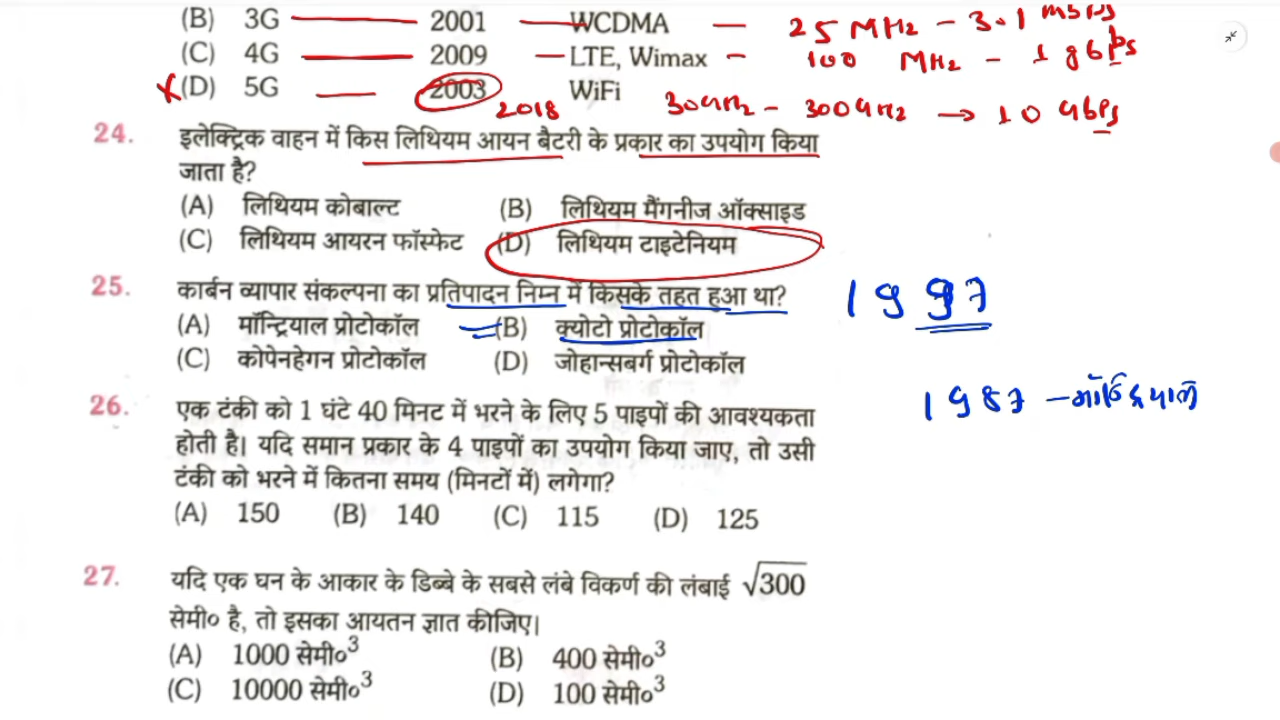 (B) 3G 2001 WCDMA — 25 MHz - 3.1 mbps
(C) 4G 2009 LTE, Wimax - 100 MHz - 1 gbps
(D) 5G 2003 WiFi 30GHz - 300GHz → 10 Gbps
2018
24. इलेक्ट्रिक वाहन में किस लिथियम आयन बैटरी के प्रकार का उपयोग किया
जाता है?
(A) लिथियम कोबाल्ट (B) लिथियम मैंगनीज ऑक्साइड
(C) लिथियम आयरन फॉस्फेट (D) लिथियम टाइटेनियम
25. कार्बन व्यापार संकल्पना का प्रतिपादन निम्न में किसके तहत हुआ था? 1997
(A) मॉन्ट्रियाल प्रोटोकॉल (B) क्योटो प्रोटोकॉल
(C) कोपेनहेगन प्रोटोकॉल (D) जोहान्सबर्ग प्रोटोकॉल
1987 -
26. एक टंकी को 1 घंटे 40 मिनट में भरने के लिए 5 पाइपों की आवश्यकता
होती है। यदि समान प्रकार के 4 पाइपों का उपयोग किया जाए, तो उसी
टंकी को भरने में कितना समय (मिनटों में) लगेगा?
(A) 150 (B) 140 (C) 115 (D) 125
27. यदि एक घन के आकार के डिब्बे के सबसे लंबे विकर्ण की लंबाई √300
सेमी० है, तो इसका आयतन ज्ञात कीजिए।
(A) 1000 सेमी०³ (B) 400 सेमी०³
(C) 10000 सेमी०³ (D) 100 सेमी०³